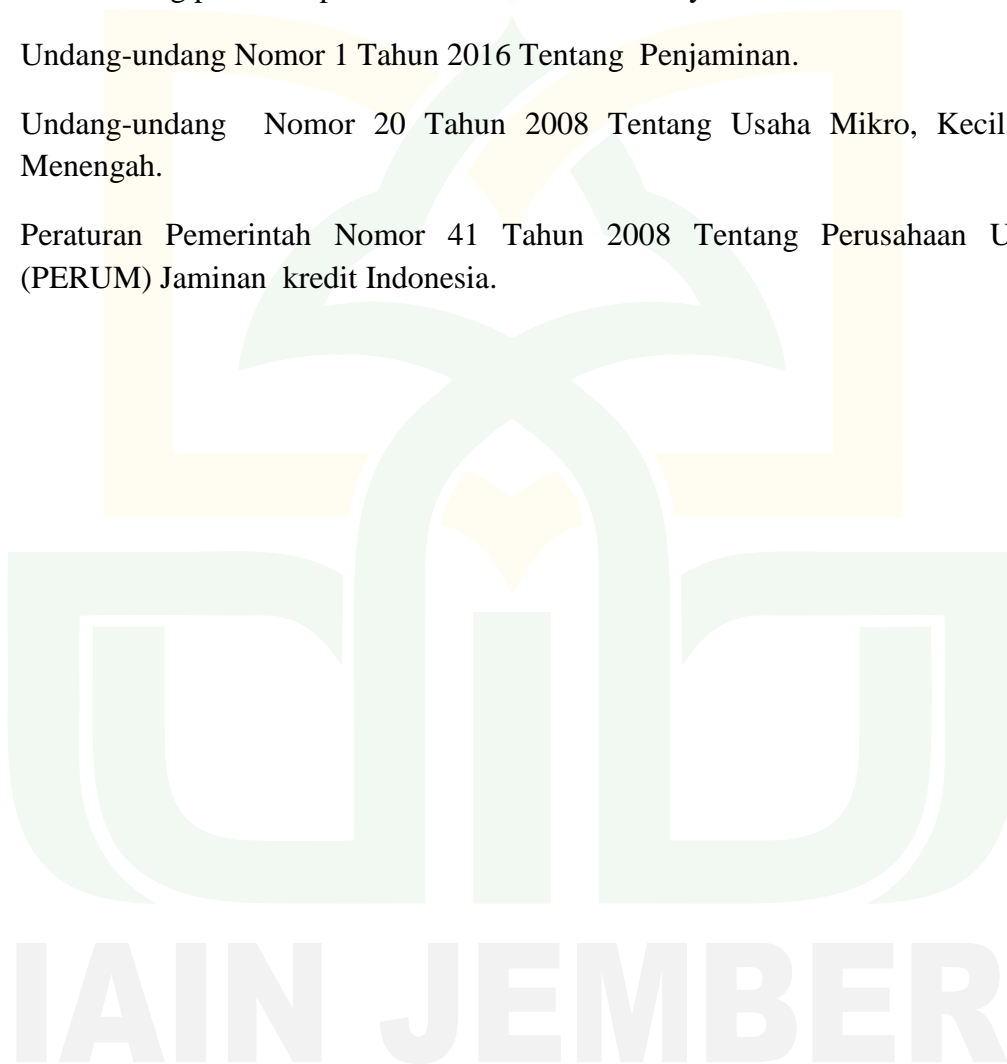 Undang-undang Nomor 1 Tahun 2016 Tentang Penjaminan.
Undang-undang Nomor 20 Tahun 2008 Tentang Usaha Mikro, Kecil
Menengah.
Peraturan Pemerintah Nomor 41 Tahun 2008 Tentang Perusahaan
(PERUM) Jaminan kredit Indonesia.
IAIN JEMBER